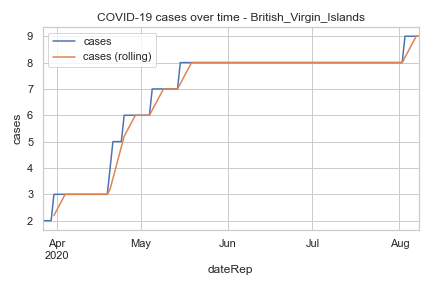 COVID-19 cases over time - British_Virgin_Islands
cases
cases (rolling)
9
8
7
6
5
4
3
2
cases
Apr
2020
May
Jun
Jul
Aug
dateRep